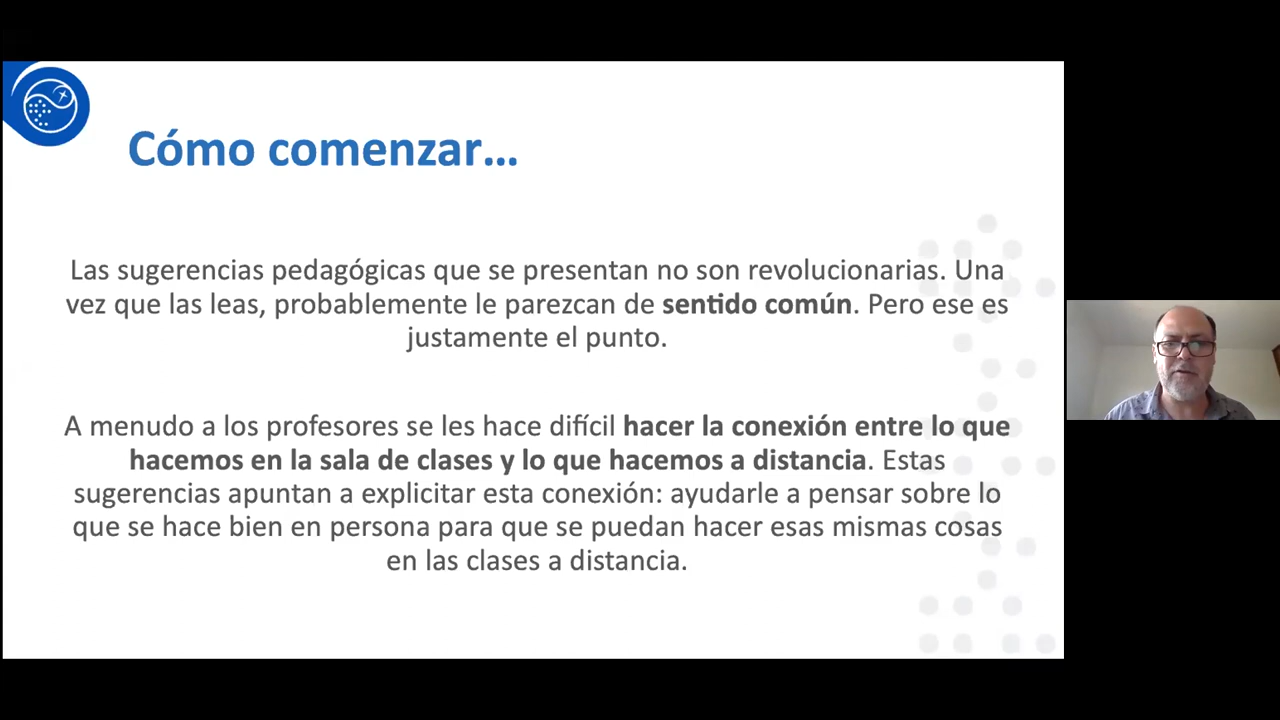 Cómo comenzar...
Las sugerencias pedagógicas que se presentan no son revolucionarias. Una
vez que las leas, probablemente le parezcan de sentido común. Pero ese es
justamente el punto.
A menudo a los profesores se les hace difícil hacer la conexión entre lo que
hacemos en la sala de clases y lo que hacemos a distancia. Estas
sugerencias apuntan a explicitar esta conexión: ayudarle a pensar sobre lo
que se hace bien en persona para que se puedan hacer esas mismas cosas
en las clases a distancia.